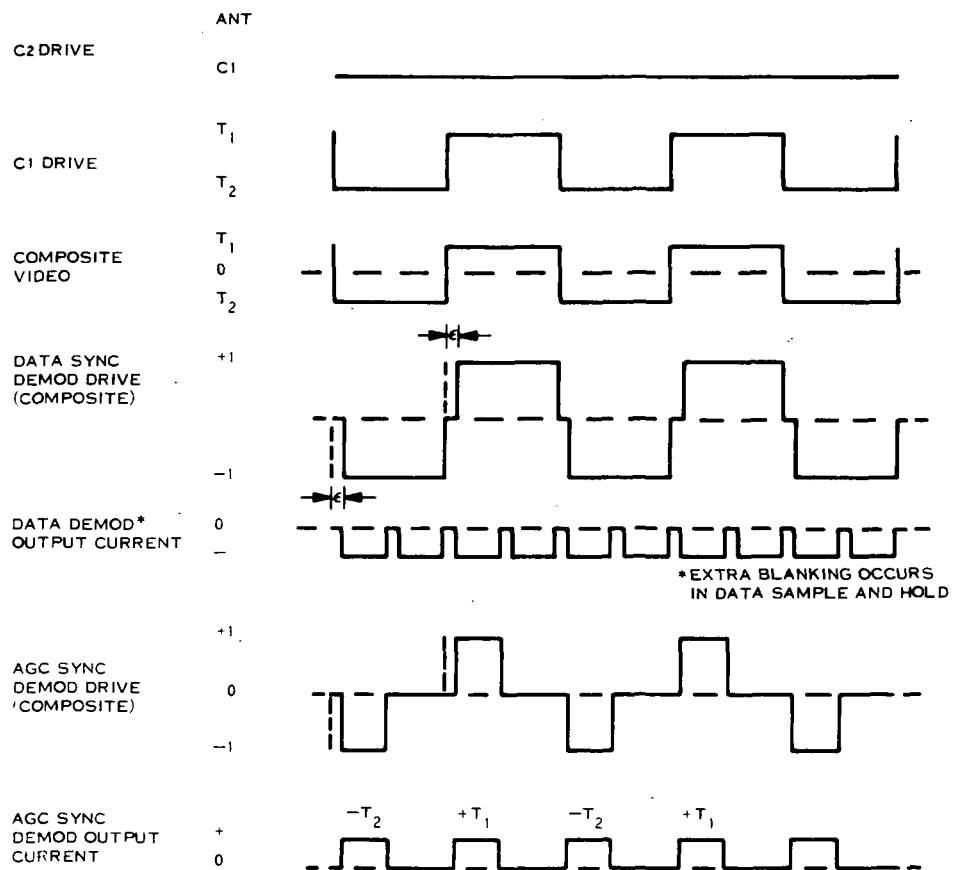 ANT
C2 DRIVE
C1
T1
C1 DRIVE
T2
T1
COMPOSITE
VIDEO
0
T2
ϵ
DATA SYNC
DEMOD DRIVE
(COMPOSITE)
+1
−1
ϵ
DATA DEMOD*
OUTPUT CURRENT
0
−
*EXTRA BLANKING OCCURS
IN DATA SAMPLE AND HOLD
+1
AGC SYNC
DEMOD DRIVE
(COMPOSITE)
0
−1
AGC SYNC
DEMOD OUTPUT
CURRENT
+
0
−T2 +T1 −T2 +T1